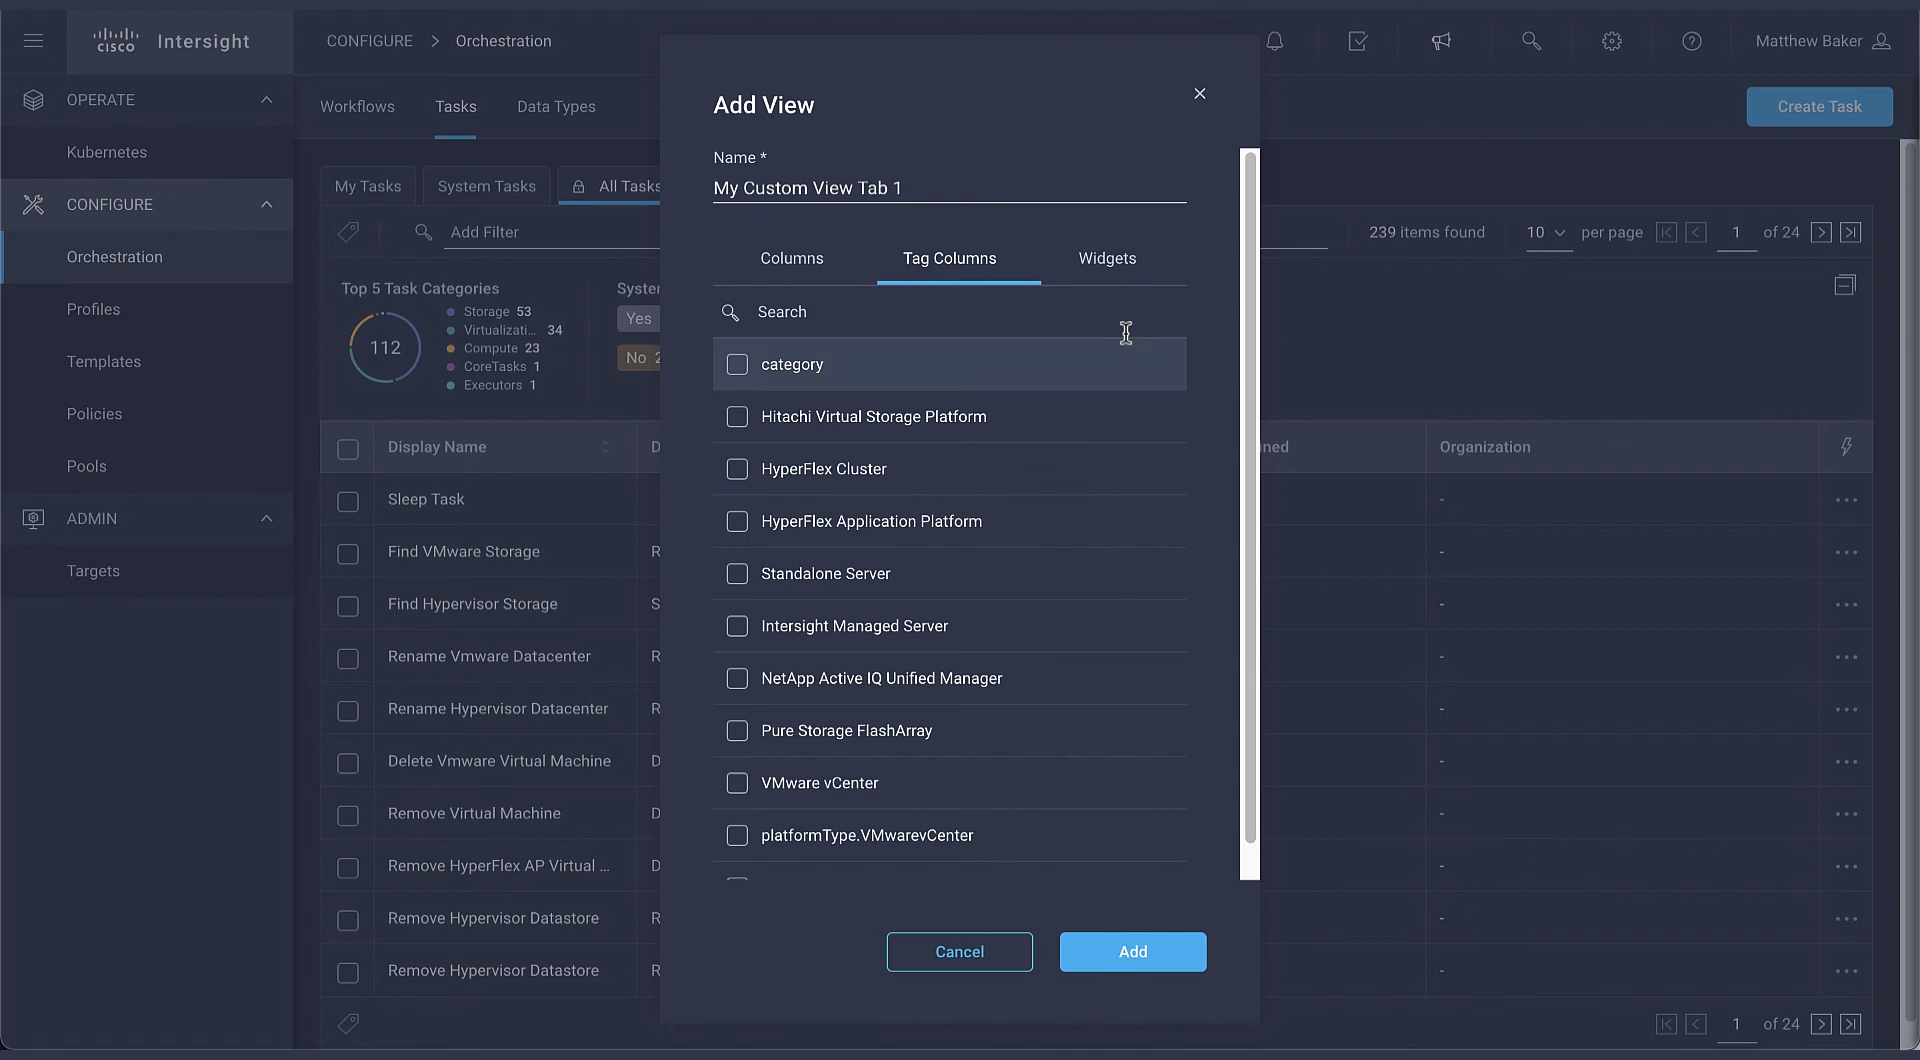 CISCO Intersight
CONFIGURE > Orchestration
Matthew Baker
OPERATE
Kubernetes
CONFIGURE
Orchestration
Profiles
Templates
Policies
Pools
ADMIN
Targets
Workflows Tasks Data Types
Create Task
My Tasks System Tasks All Tasks
Add Filter
239 items found 10 per page 1 of 24
Top 5 Task Categories
112
Storage 53
Virtualizati... 34
Compute 23
CoreTasks 1
Executors 1
Syster
Yes
No 2
Display Name D ned Organization
Sleep Task -
Find VMware Storage R -
Find Hypervisor Storage S -
Rename Vmware Datacenter R -
Rename Hypervisor Datacenter R -
Delete Vmware Virtual Machine D -
Remove Virtual Machine D -
Remove HyperFlex AP Virtual ... D -
Remove Hypervisor Datastore R -
Remove Hypervisor Datastore R -
1 of 24
Add View
Name *
My Custom View Tab 1
Columns Tag Columns Widgets
Search
category
Hitachi Virtual Storage Platform
HyperFlex Cluster
HyperFlex Application Platform
Standalone Server
Intersight Managed Server
NetApp Active IQ Unified Manager
Pure Storage FlashArray
VMware vCenter
platformType.VMwarevCenter
Cancel Add